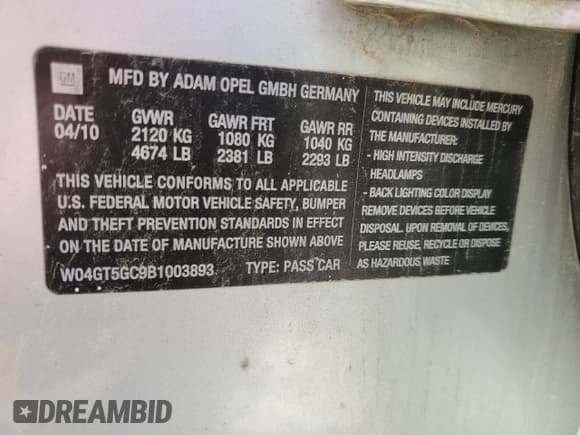 GM
MFD BY ADAM OPEL GMBH GERMANY
DATE GVWR GAWR FRT GAWR RR
04/10 2120 KG 1080 KG 1040 KG
4674 LB 2381 LB 2293 LB
THIS VEHICLE CONFORMS TO ALL APPLICABLE
U.S. FEDERAL MOTOR VEHICLE SAFETY, BUMPER
AND THEFT PREVENTION STANDARDS IN EFFECT
ON THE DATE OF MANUFACTURE SHOWN ABOVE
W04GT5GC9B1003893 TYPE: PASS CAR
THIS VEHICLE MAY INCLUDE MERCURY
CONTAINING DEVICES INSTALLED BY
THE MANUFACTURER:
- HIGH INTENSITY DISCHARGE
HEADLAMPS
- BACK LIGHTING COLOR DISPLAY
REMOVE DEVICES BEFORE VEHICLE
DISPOSAL. UPON REMOVAL OF DEVICES,
PLEASE REUSE, RECYCLE OR DISPOSE
AS HAZARDOUS WASTE
DREAMBID